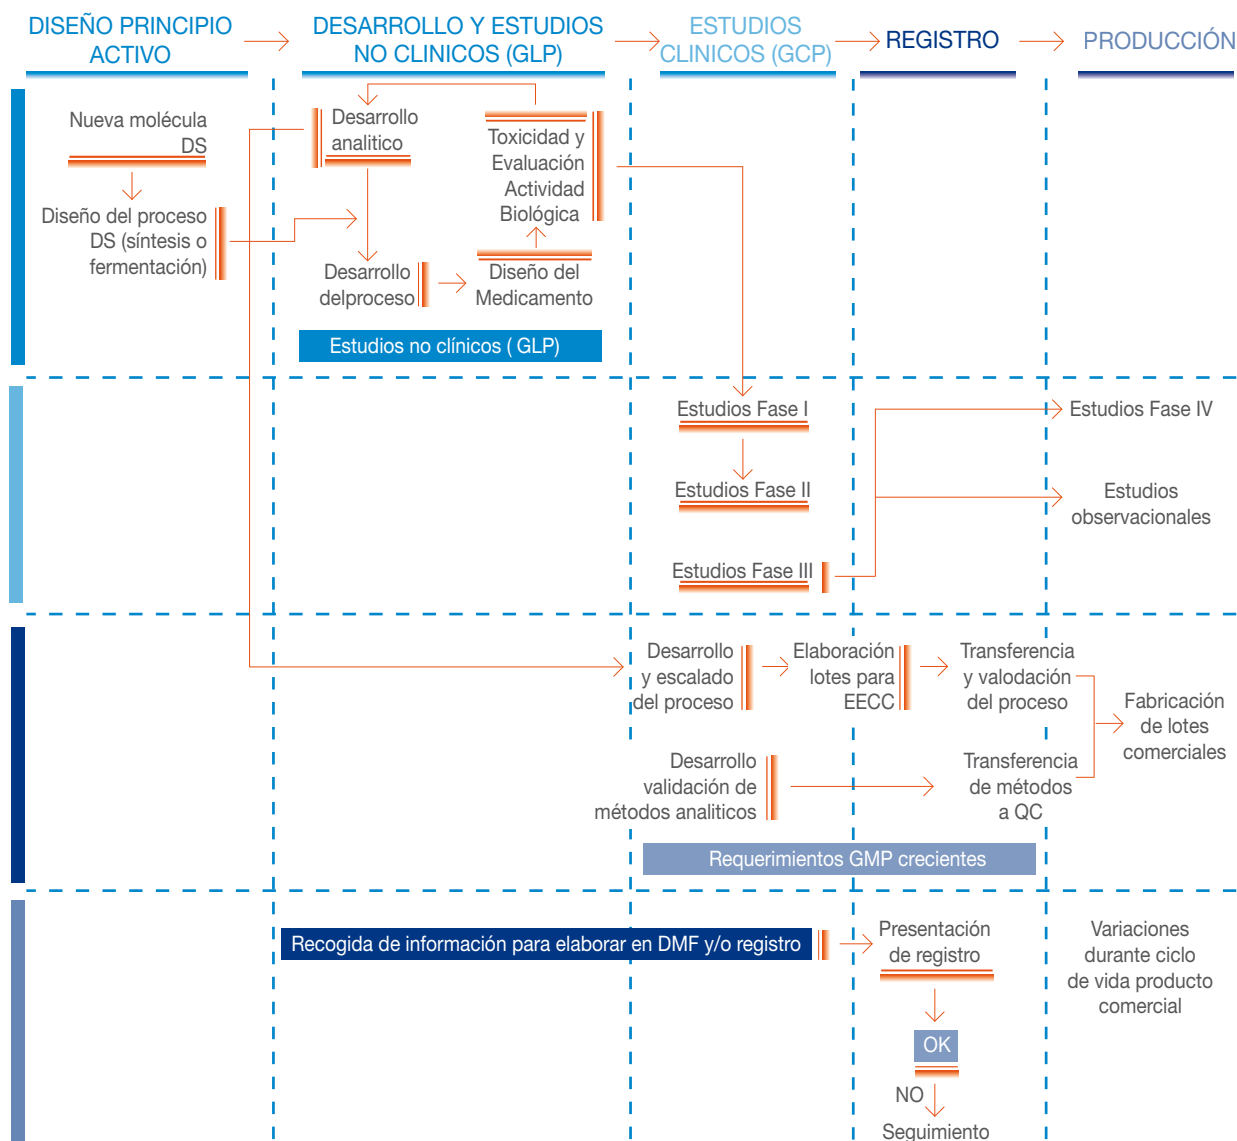 DISEÑO PRINCIPIO
ACTIVO
DESARROLLO Y ESTUDIOS
NO CLINICOS (GLP)
ESTUDIOS
CLINICOS (GCP)
REGISTRO
PRODUCCIÓN
Nueva molécula
DS
Diseño del proceso
DS (síntesis o
fermentación)
Desarrollo
analitico
Toxicidad y
Evaluación
Actividad
Biológica
Desarrollo
delproceso
Diseño del
Medicamento
Estudios no clínicos ( GLP)
Estudios Fase I
Estudios Fase II
Estudios Fase III
Estudios Fase IV
Estudios
observacionales
Desarrollo
y escalado
del proceso
Elaboración
lotes para
EECC
Transferencia
y valodación
del proceso
Fabricación
de lotes
comerciales
Desarrollo
validación de
métodos analiticos
Transferencia
de métodos
a QC
Requerimientos GMP crecientes
Recogida de información para elaborar en DMF y/o registro
Presentación
de registro
OK
NO
Seguimiento
Variaciones
durante ciclo
de vida producto
comercial